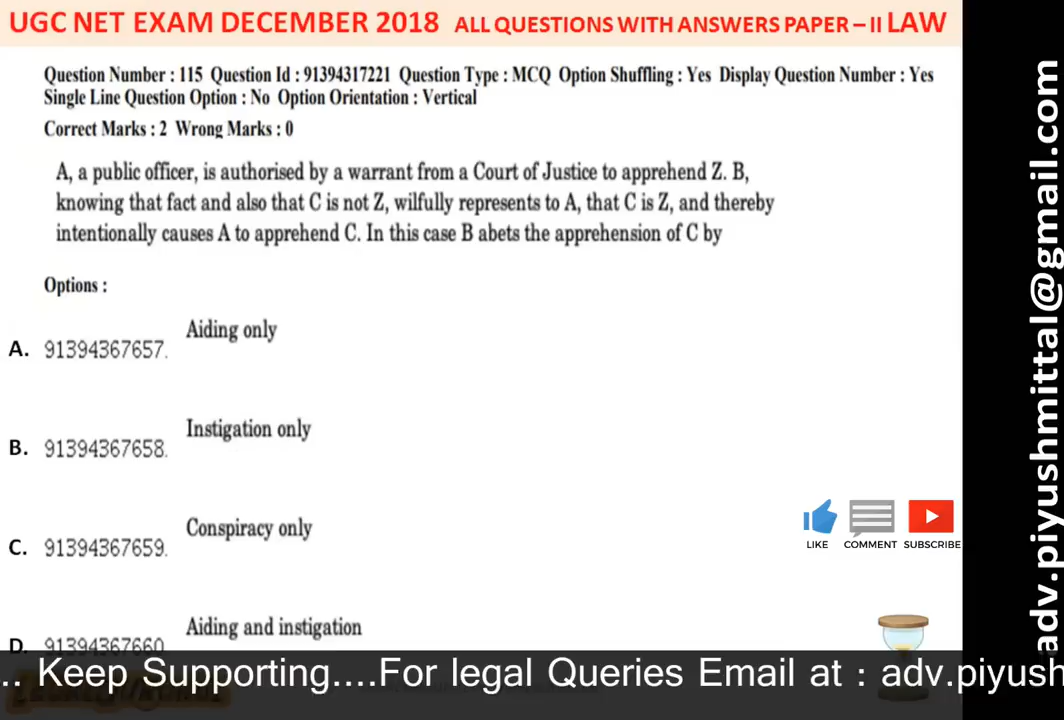 UGC NET EXAM DECEMBER 2018 ALL QUESTIONS WITH ANSWERS PAPER – II LAW
Question Number : 115 Question Id : 91394317221 Question Type : MCQ Option Shuffling : Yes Display Question Number : Yes
Single Line Question Option : No Option Orientation : Vertical
Correct Marks : 2 Wrong Marks : 0
A, a public officer, is authorised by a warrant from a Court of Justice to apprehend Z. B,
knowing that fact and also that C is not Z, wilfully represents to A, that C is Z, and thereby
intentionally causes A to apprehend C. In this case B abets the apprehension of C by
Options :
Aiding only
A. 91394367657.
Instigation only
B. 91394367658.
Conspiracy only
C. 91394367659.
Aiding and instigation
D. 91394367660
LIKE COMMENT SUBSCRIBE
adv.piyushmittal@gmail.com
.. Keep Supporting....For legal Queries Email at : adv.piyush